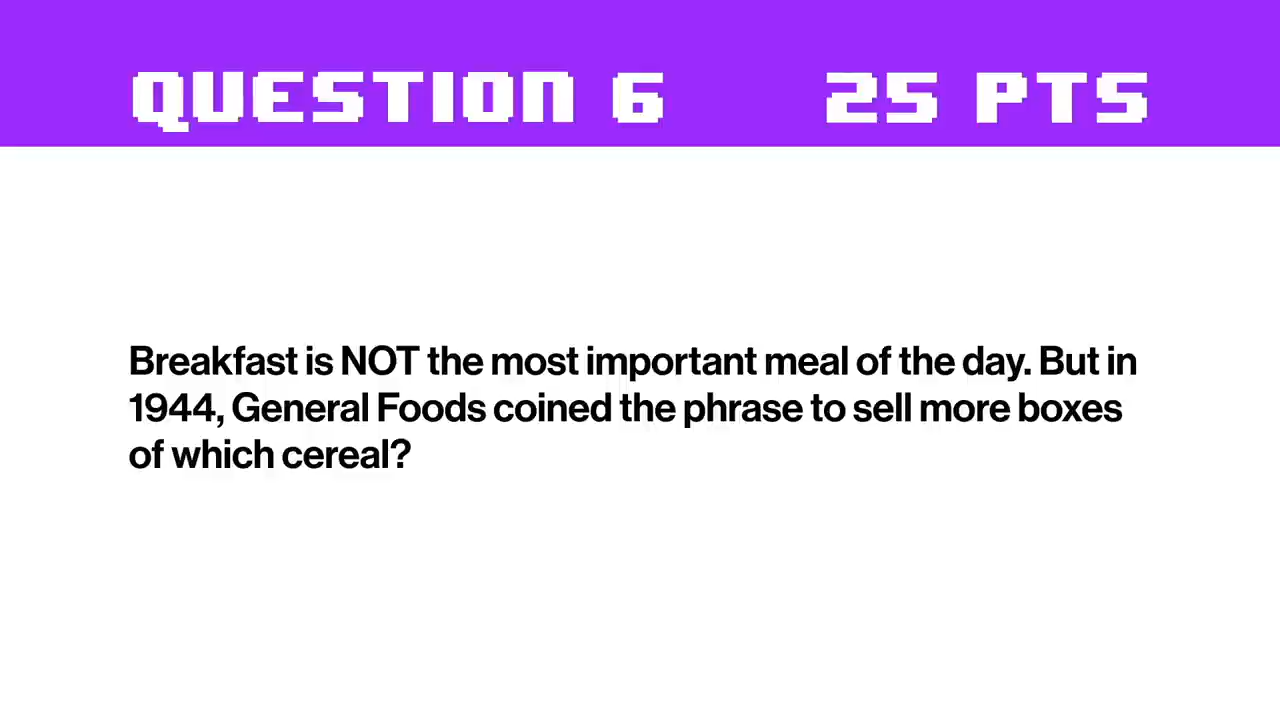 QUESTION 6 25 PTS
Breakfast is NOT the most important meal of the day. But in
1944, General Foods coined the phrase to sell more boxes
of which cereal?